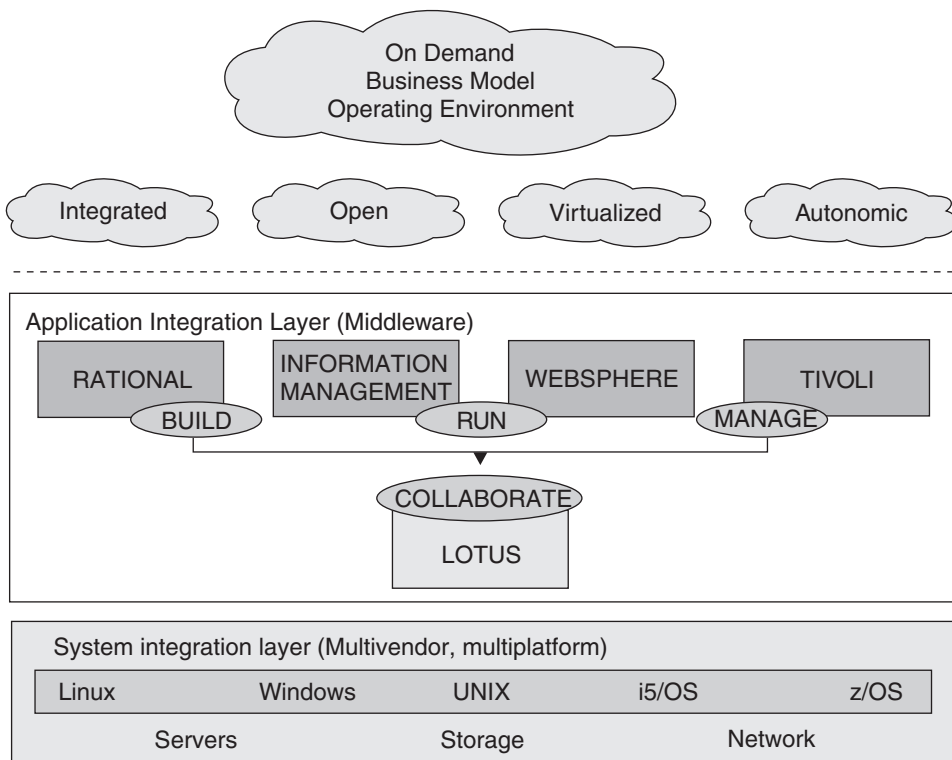 On Demand
Business Model
Operating Environment
Integrated
Open
Virtualized
Autonomic
Application Integration Layer (Middleware)
RATIONAL
INFORMATION
MANAGEMENT
WEBSPHERE
TIVOLI
BUILD
RUN
MANAGE
COLLABORATE
LOTUS
System integration layer (Multivendor, multiplatform)
Linux
Windows
UNIX
i5/OS
z/OS
Servers
Storage
Network